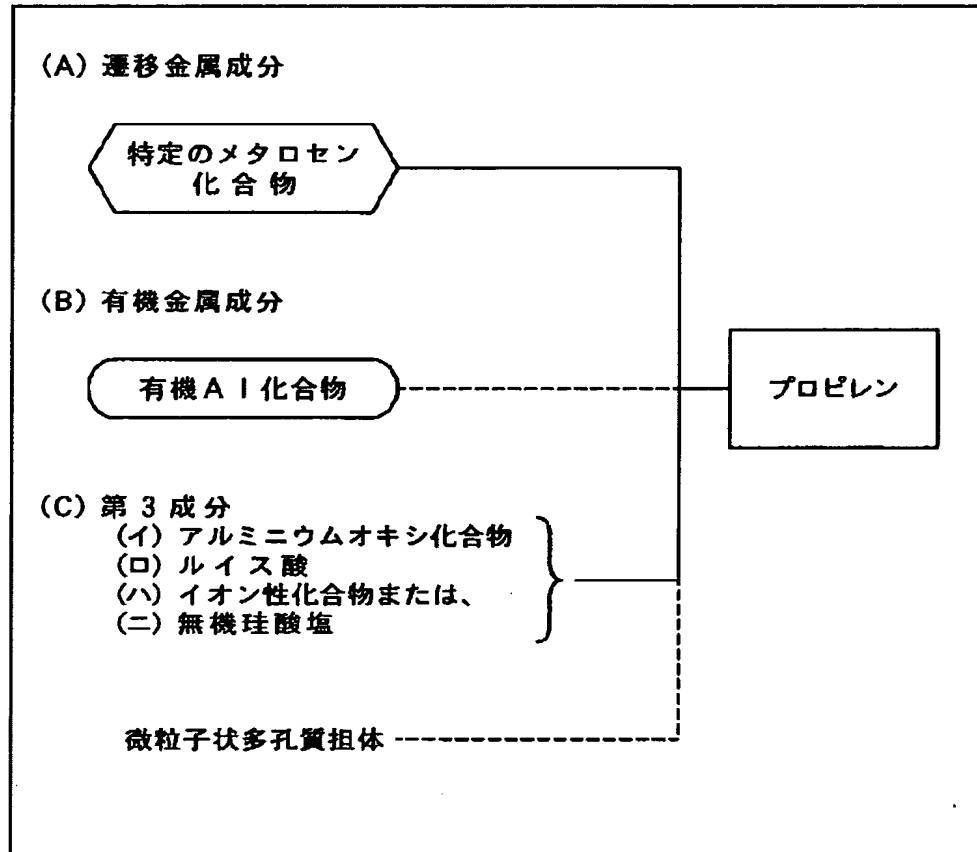 (A) 遷移金属成分
特定のメタロセン
化合物
(B) 有機金属成分
有機Al化合物
プロピレン
(C) 第3成分
(イ) アルミニウムオキシ化合物
(ロ) ルイス酸
(ハ) イオン性化合物または、
(ニ) 無機珪酸塩
微粒子状多孔質担体